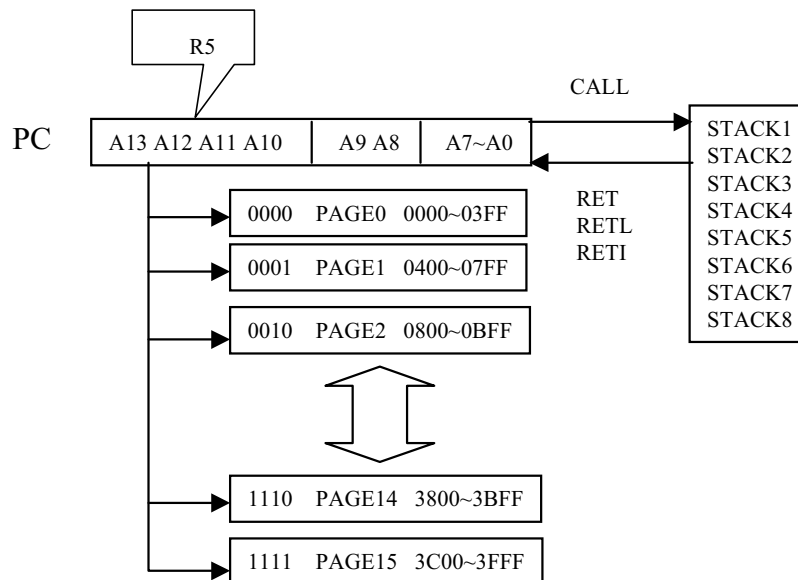 R5
CALL
PC
A13 A12 A11 A10 A9 A8 A7~A0
STACK1
STACK2
STACK3
STACK4
STACK5
STACK6
STACK7
STACK8
RET
RETL
RETI
0000 PAGE0 0000~03FF
0001 PAGE1 0400~07FF
0010 PAGE2 0800~0BFF
1110 PAGE14 3800~3BFF
1111 PAGE15 3C00~3FFF